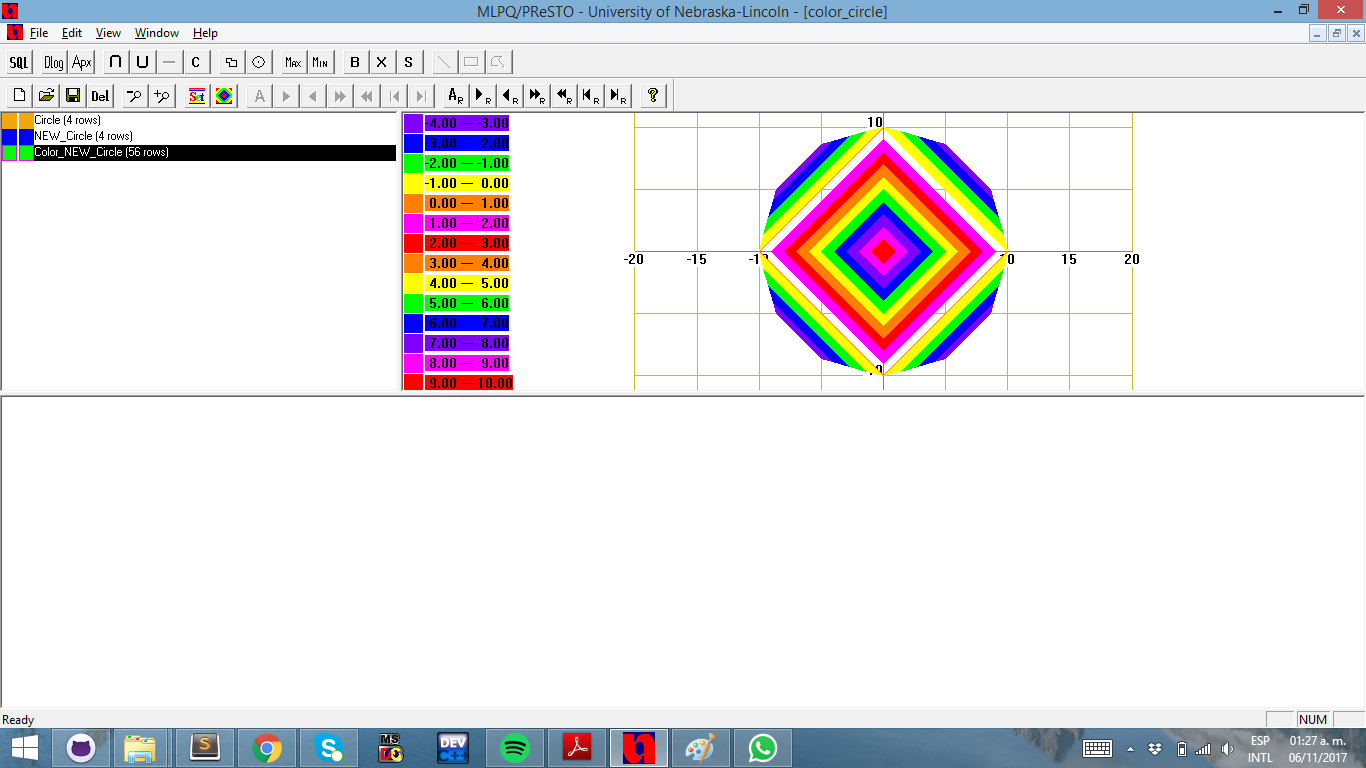 MLPQ/PReSTO - University of Nebraska-Lincoln - [color_circle]
File Edit View Window Help
SQL Dlog Apx C Max Min B X S
Del Set A A R R R R R R R ?
Circle (4 rows)
NEW_Circle (4 rows)
Color_NEW_Circle (56 rows)
-4.00 — -3.00
-3.00 — -2.00
-2.00 — -1.00
-1.00 — 0.00
0.00 — 1.00
1.00 — 2.00
2.00 — 3.00
3.00 — 4.00
4.00 — 5.00
5.00 — 6.00
6.00 — 7.00
7.00 — 8.00
8.00 — 9.00
9.00 — 10.00
10
-20 -15 15 20
Ready
NUM
S
MS
DEV
C++
ESP
INTL
01:27 a. m.
06/11/2017